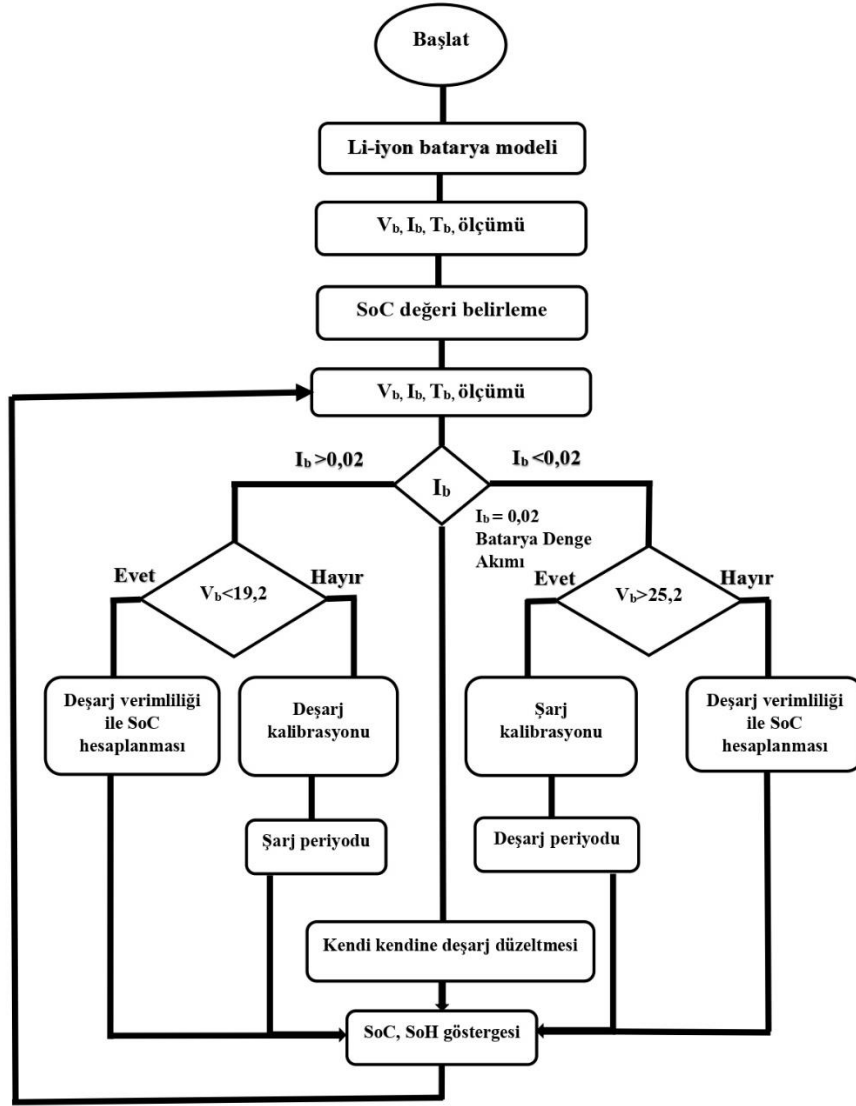 Başlat
Li-iyon batarya modeli
Vb, Ib, Tb, ölçümü
SoC değeri belirleme
Vb, Ib, Tb, ölçümü
Ib >0,02
Ib <0,02
Ib
Ib = 0,02
Batarya Denge
Akımı
Evet
Vb<19,2
Hayır
Evet
Vb>25,2
Hayır
Deşarj verimliliği
ile SoC
hesaplanması
Deşarj
kalibrasyonu
Şarj
kalibrasyonu
Deşarj verimliliği
ile SoC
hesaplanması
Şarj periyodu
Deşarj periyodu
Kendi kendine deşarj düzeltmesi
SoC, SoH göstergesi